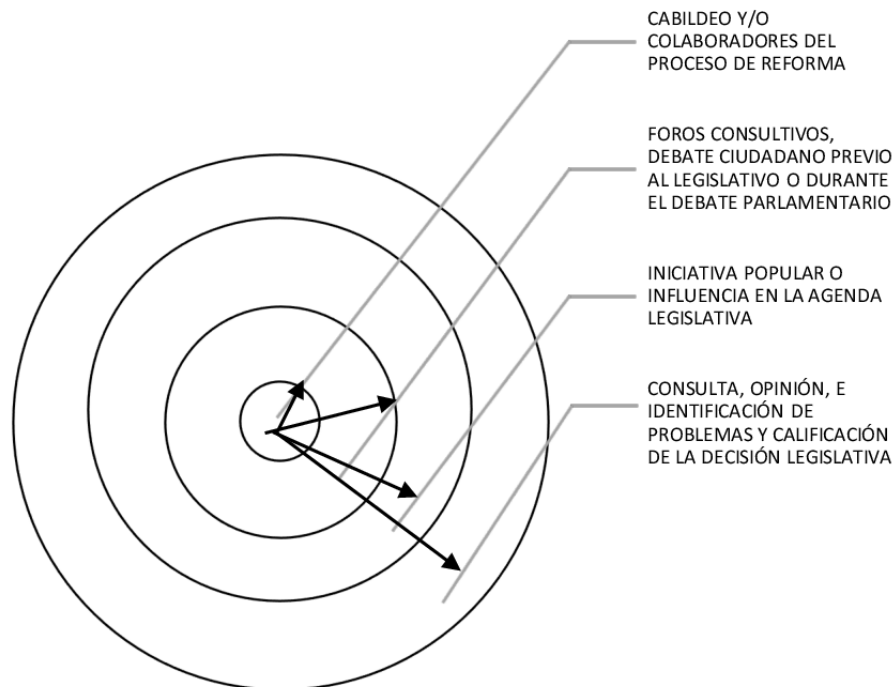 CABILDEO Y/O
COLABORADORES DEL
PROCESO DE REFORMA
FOROS CONSULTIVOS,
DEBATE CIUDADANO PREVIO
AL LEGISLATIVO O DURANTE
EL DEBATE PARLAMENTARIO
INICIATIVA POPULAR O
INFLUENCIA EN LA AGENDA
LEGISLATIVA
CONSULTA, OPINIÓN, E
IDENTIFICACIÓN DE
PROBLEMAS Y CALIFICACIÓN
DE LA DECISIÓN LEGISLATIVA